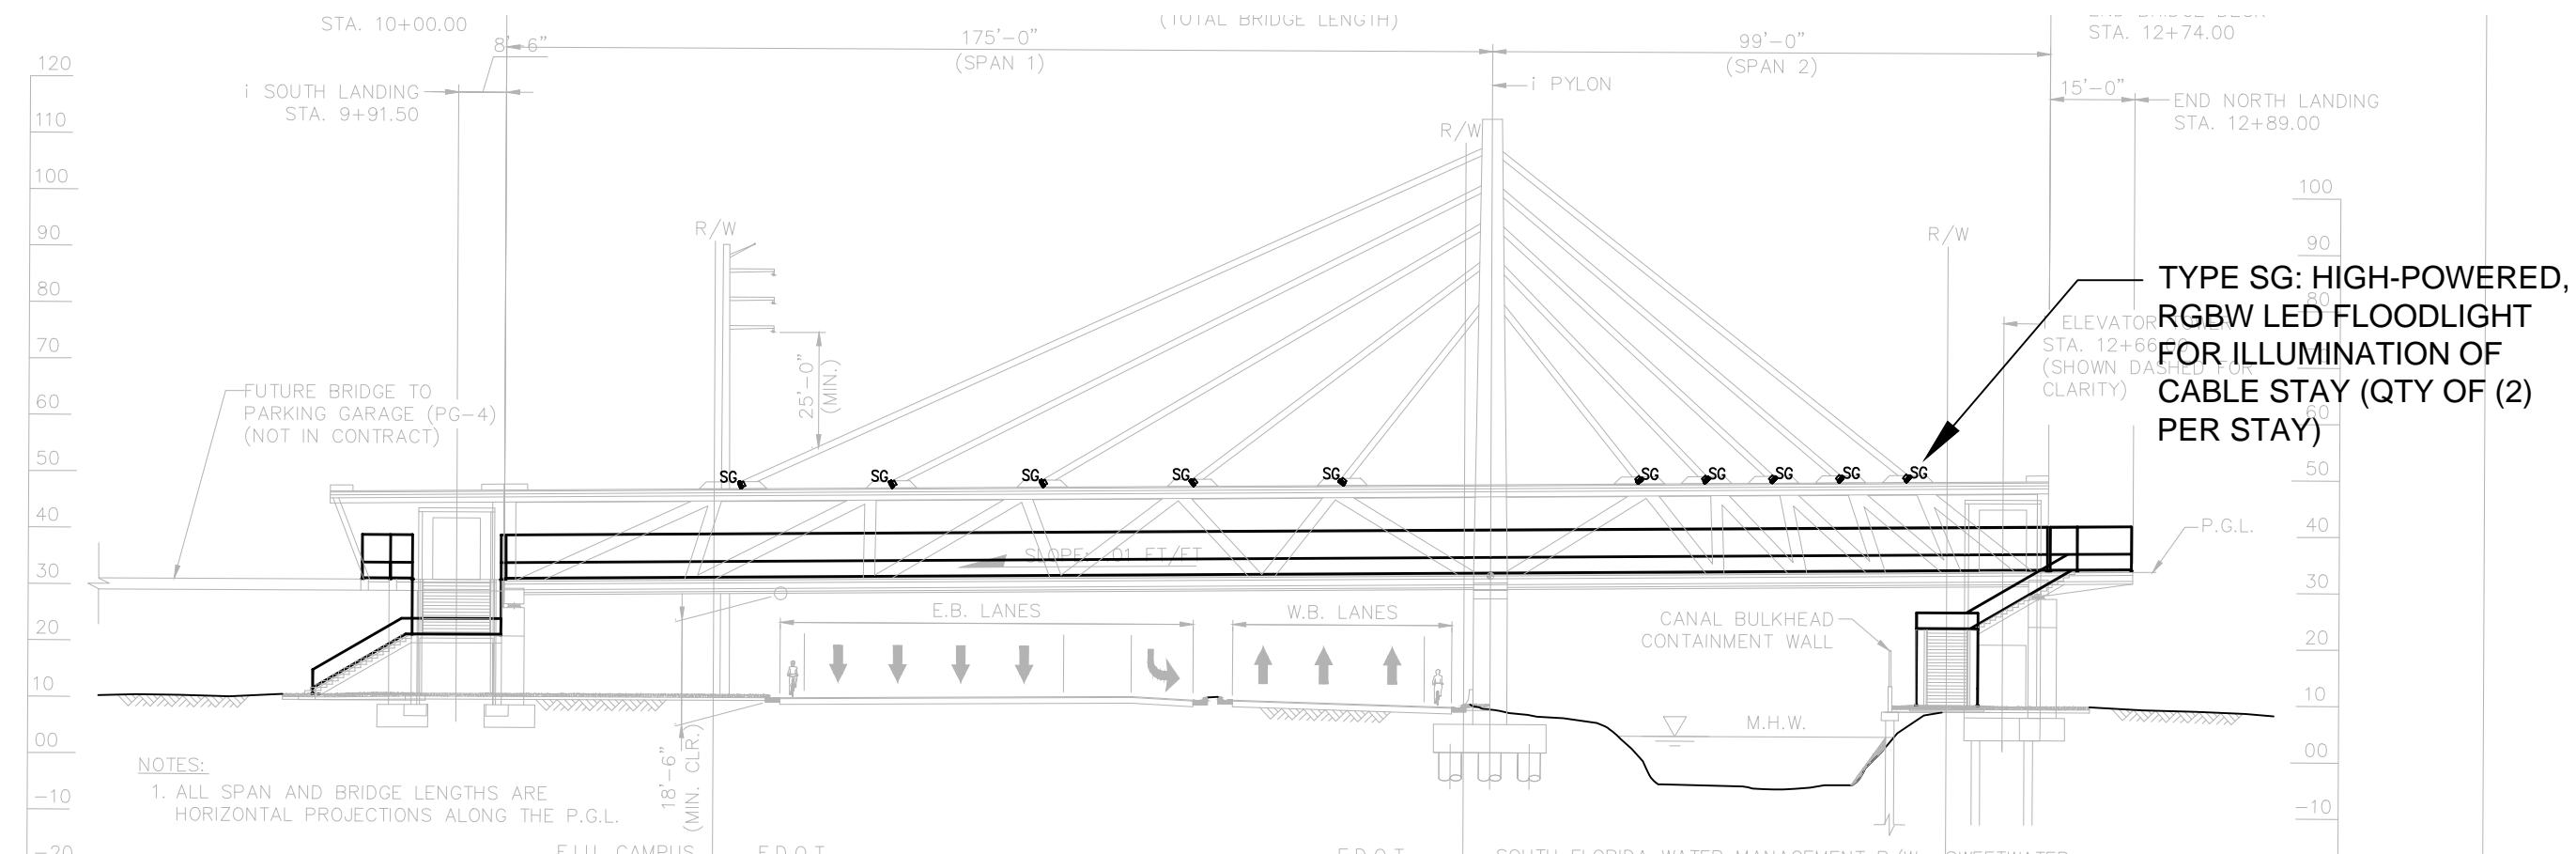 STA. 10+00.00
(TOTAL BRIDGE LENGTH)
END BRIDGE DECK
STA. 12+74.00
8'-6"
175'-0"
(SPAN 1)
99'-0"
(SPAN 2)
i PYLON
15'-0"
i SOUTH LANDING
STA. 9+91.50
END NORTH LANDING
STA. 12+89.00
R/W
R/W
R/W
120
110
100
90
80
70
60
50
40
30
20
10
00
-10
-20
100
90
80
60
50
40
30
20
10
00
-10
TYPE SG: HIGH-POWERED,
RGBW LED FLOODLIGHT
FOR ILLUMINATION OF
CABLE STAY (QTY OF (2)
PER STAY)
i ELEVATOR TOWER
STA. 12+66.00
(SHOWN DASHED FOR
CLARITY)
25'-0"
(MIN.)
FUTURE BRIDGE TO
PARKING GARAGE (PG-4)
(NOT IN CONTRACT)
SG
SG
SG
SG
SG
SG
SG
SG
SG
SG
SLOPE: .01 FT/FT
P.G.L.
E.B. LANES
W.B. LANES
CANAL BULKHEAD
CONTAINMENT WALL
M.H.W.
18'-6"
(MIN. CLR.)
NOTES:
1. ALL SPAN AND BRIDGE LENGTHS ARE
HORIZONTAL PROJECTIONS ALONG THE P.G.L.
F.I.U. CAMPUS
F.D.O.T.
F.D.O.T.
SOUTH FLORIDA WATER MANAGEMENT R/W
SWEETWATER